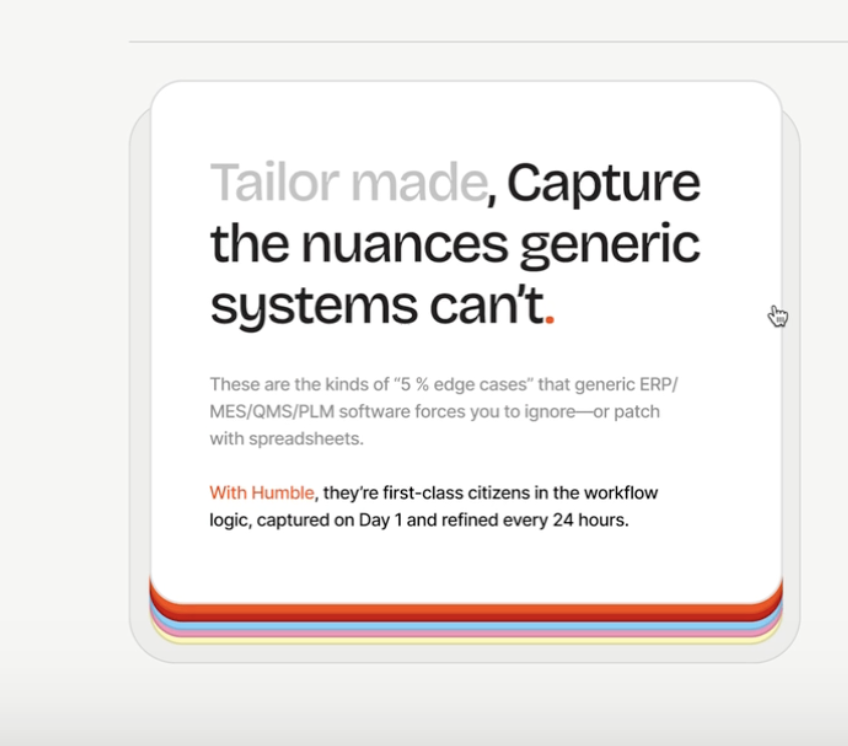 Tailor made, Capture
the nuances generic
systems can’t.
These are the kinds of “5 % edge cases” that generic ERP/
MES/QMS/PLM software forces you to ignore—or patch
with spreadsheets.
With Humble, they’re first-class citizens in the workflow
logic, captured on Day 1 and refined every 24 hours.